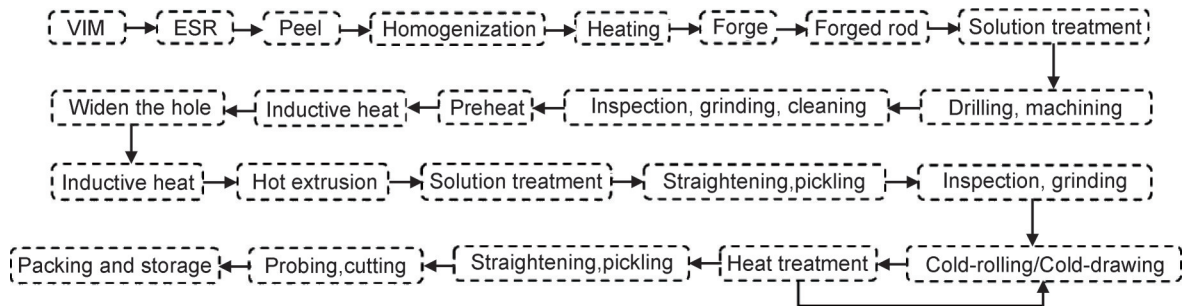 VIM
ESR
Peel
Homogenization
Heating
Forge
Forged rod
Solution treatment
Drilling, machining
Inspection, grinding, cleaning
Preheat
Inductive heat
Widen the hole
Inductive heat
Hot extrusion
Solution treatment
Straightening,pickling
Inspection, grinding
Cold-rolling/Cold-drawing
Heat treatment
Straightening,pickling
Probing,cutting
Packing and storage